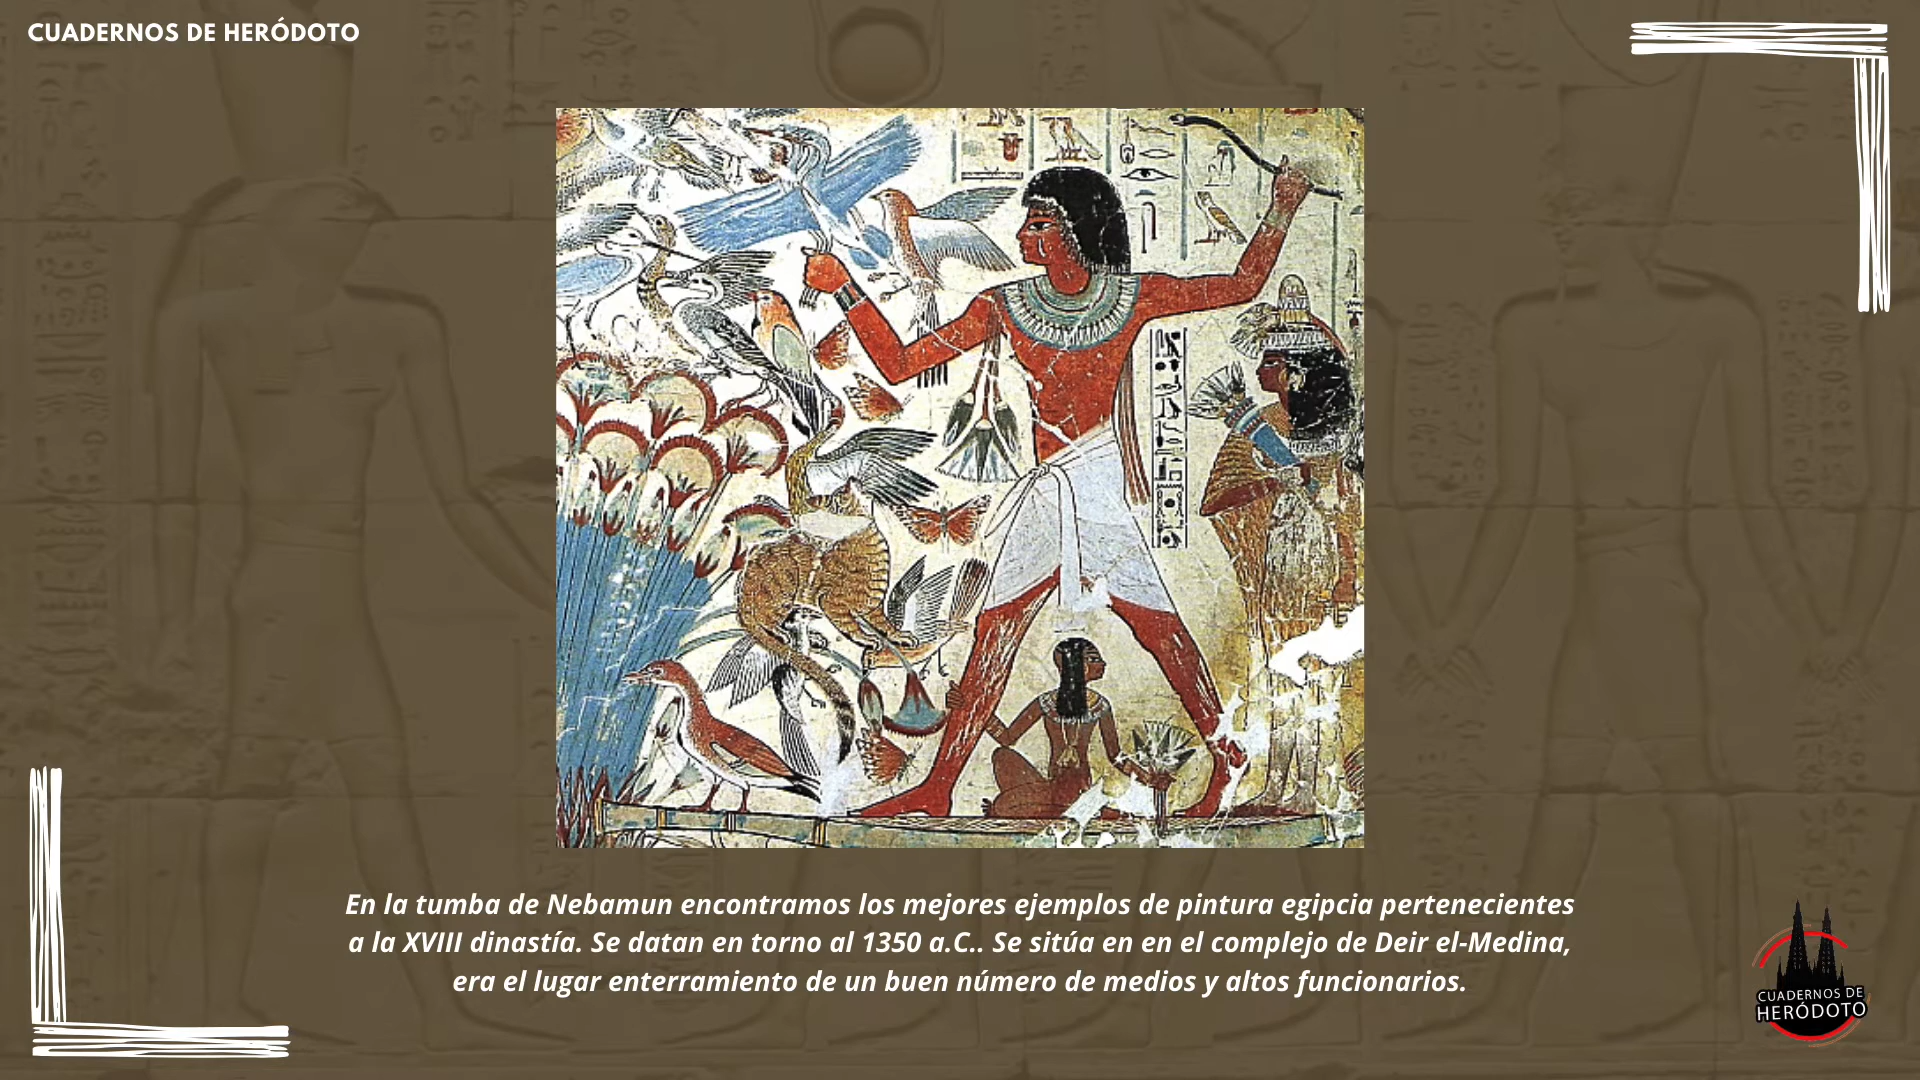 CUADERNOS DE HERÓDOTO
En la tumba de Nebamun encontramos los mejores ejemplos de pintura egipcia pertenecientes
a la XVIII dinastía. Se datan en torno al 1350 a.C.. Se sitúa en en el complejo de Deir el-Medina,
era el lugar enterramiento de un buen número de medios y altos funcionarios.
CUADERNOS DE
HERÓDOTO